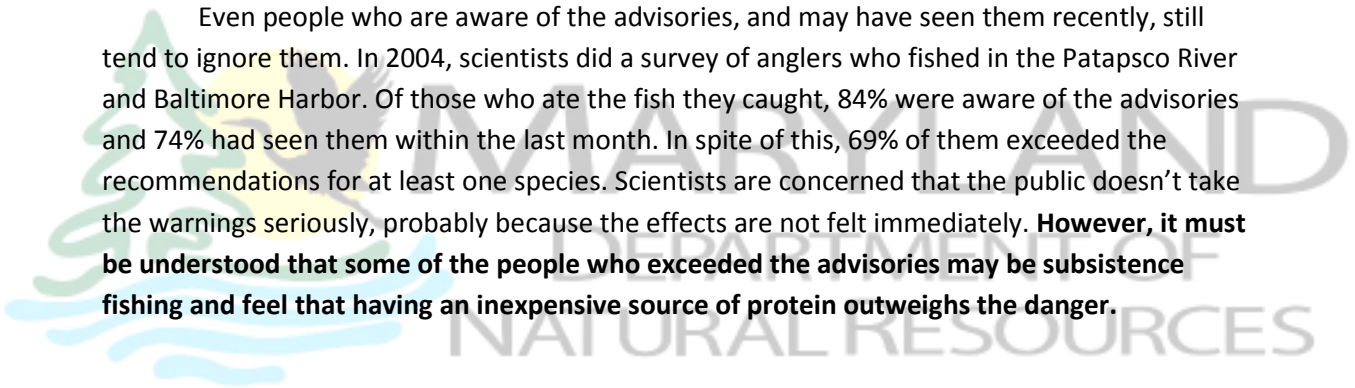 Even people who are aware of the advisories, and may have seen them recently, still
tend to ignore them. In 2004, scientists did a survey of anglers who fished in the Patapsco River
and Baltimore Harbor. Of those who ate the fish they caught, 84% were aware of the advisories
and 74% had seen them within the last month. In spite of this, 69% of them exceeded the
recommendations for at least one species. Scientists are concerned that the public doesn’t take
the warnings seriously, probably because the effects are not felt immediately. However, it must
be understood that some of the people who exceeded the advisories may be subsistence
fishing and feel that having an inexpensive source of protein outweighs the danger.
MARYLAND
DEPARTMENT OF
NATURAL RESOURCES